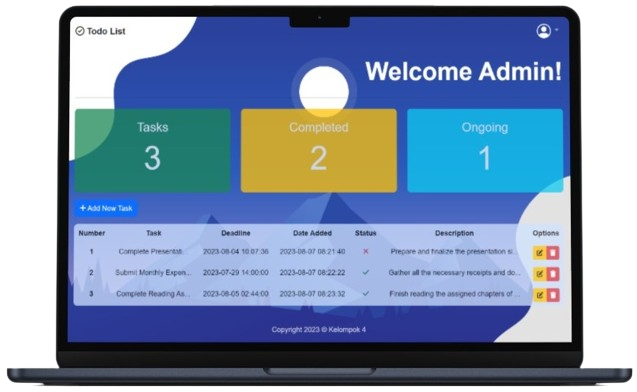 Todo List
Welcome Admin!
Tasks
3
Completed
2
Ongoing
1
+ Add New Task
Number Task Deadline Date Added Status Description Options
1 Complete Presentati... 2023-08-04 10:07:36 2023-08-07 08:21:40 ✕ Prepare and finalize the presentation sl...
2 Submit Monthly Expen... 2023-07-29 14:00:00 2023-08-07 08:22:22 ✓ Gather all the necessary receipts and do...
3 Complete Reading As... 2023-08-05 02:44:00 2023-08-07 08:23:32 ✓ Finish reading the assigned chapters of ...
Copyright 2023 © Kelompok 4